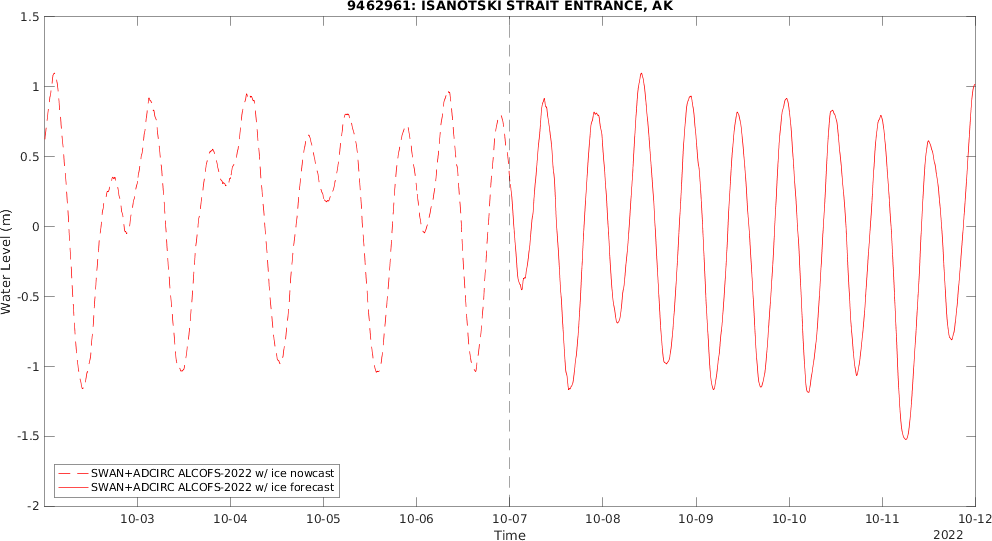 9462961: ISANOTSKI STRAIT ENTRANCE, AK
1.5
1
0.5
0
-0.5
-1
-1.5
-2
Water Level (m)
SWAN+ADCIRC ALCOFS-2022 w/ ice nowcast
SWAN+ADCIRC ALCOFS-2022 w/ ice forecast
10-03 10-04 10-05 10-06 10-07 10-08 10-09 10-10 10-11 10-12
Time
2022